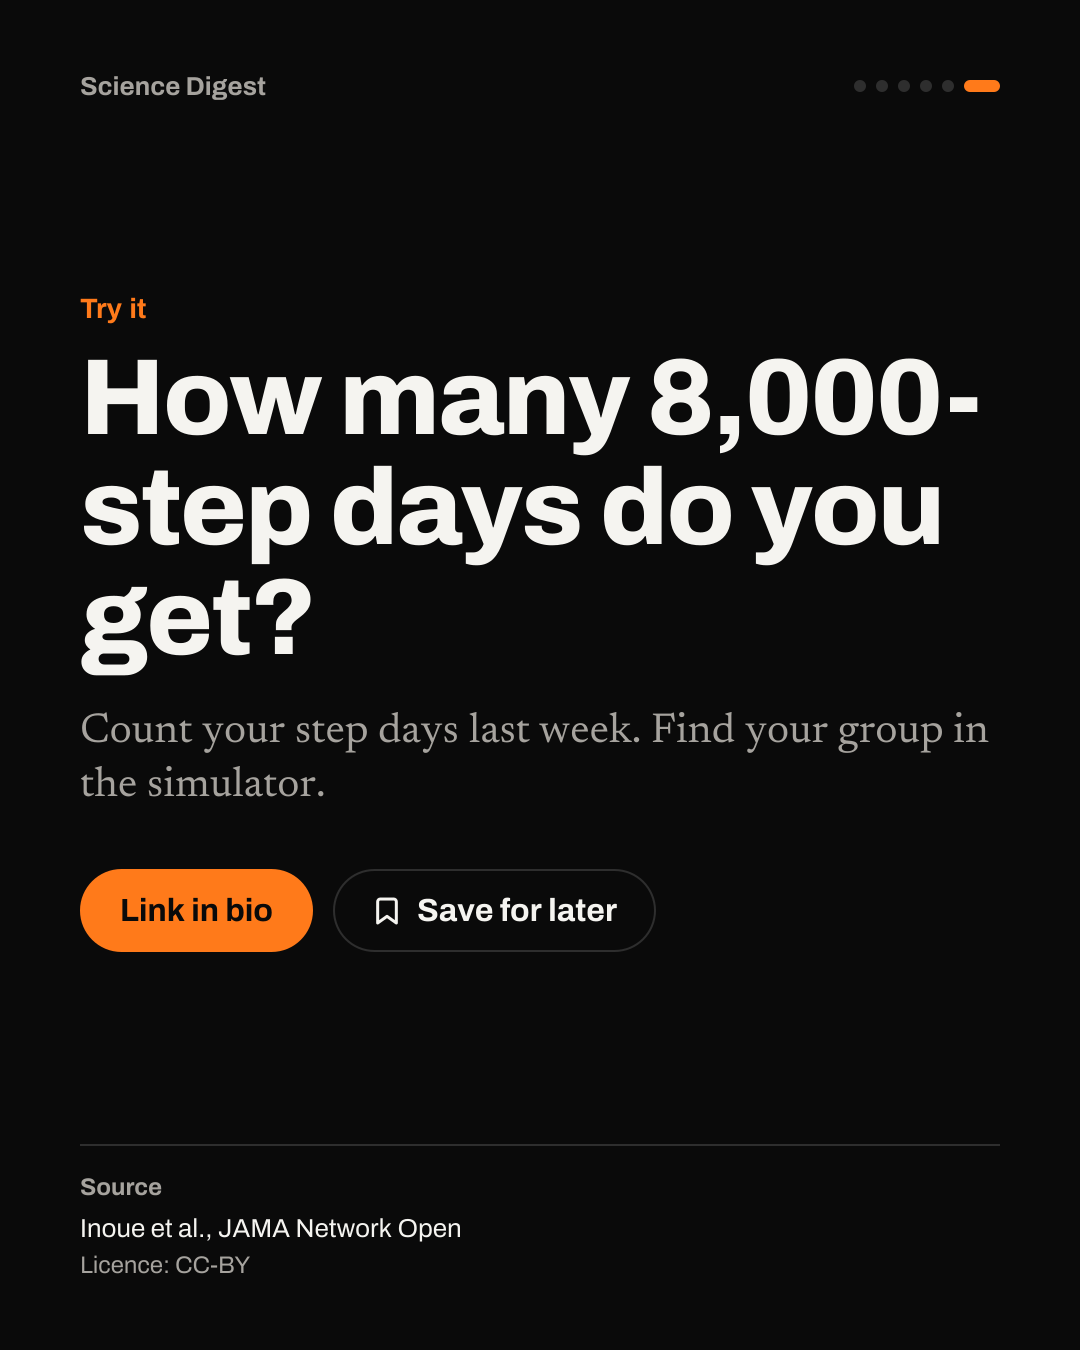 Science Digest
Try it
How many 8,000-
step days do you
get?
Count your step days last week. Find your group in
the simulator.
Link in bio
Save for later
Source
Inoue et al., JAMA Network Open
Licence: CC-BY